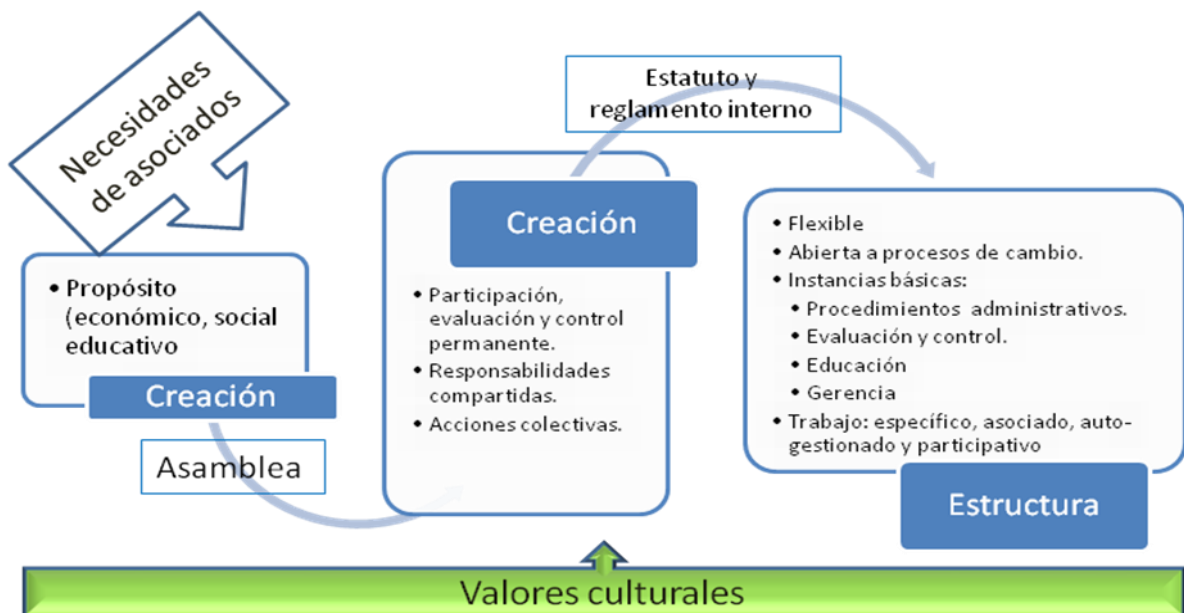 Necesidades
de asociados
• Propósito
(económico, social
educativo
Creación
Asamblea
Creación
• Participación,
evaluación y control
permanente.
• Responsabilidades
compartidas.
• Acciones colectivas.
Estatuto y
reglamento interno
• Flexible
• Abierta a procesos de cambio.
• Instancias básicas:
• Procedimientos administrativos.
• Evaluación y control.
• Educación
• Gerencia
• Trabajo: específico, asociado, auto-
gestionado y participativo
Estructura
Valores culturales